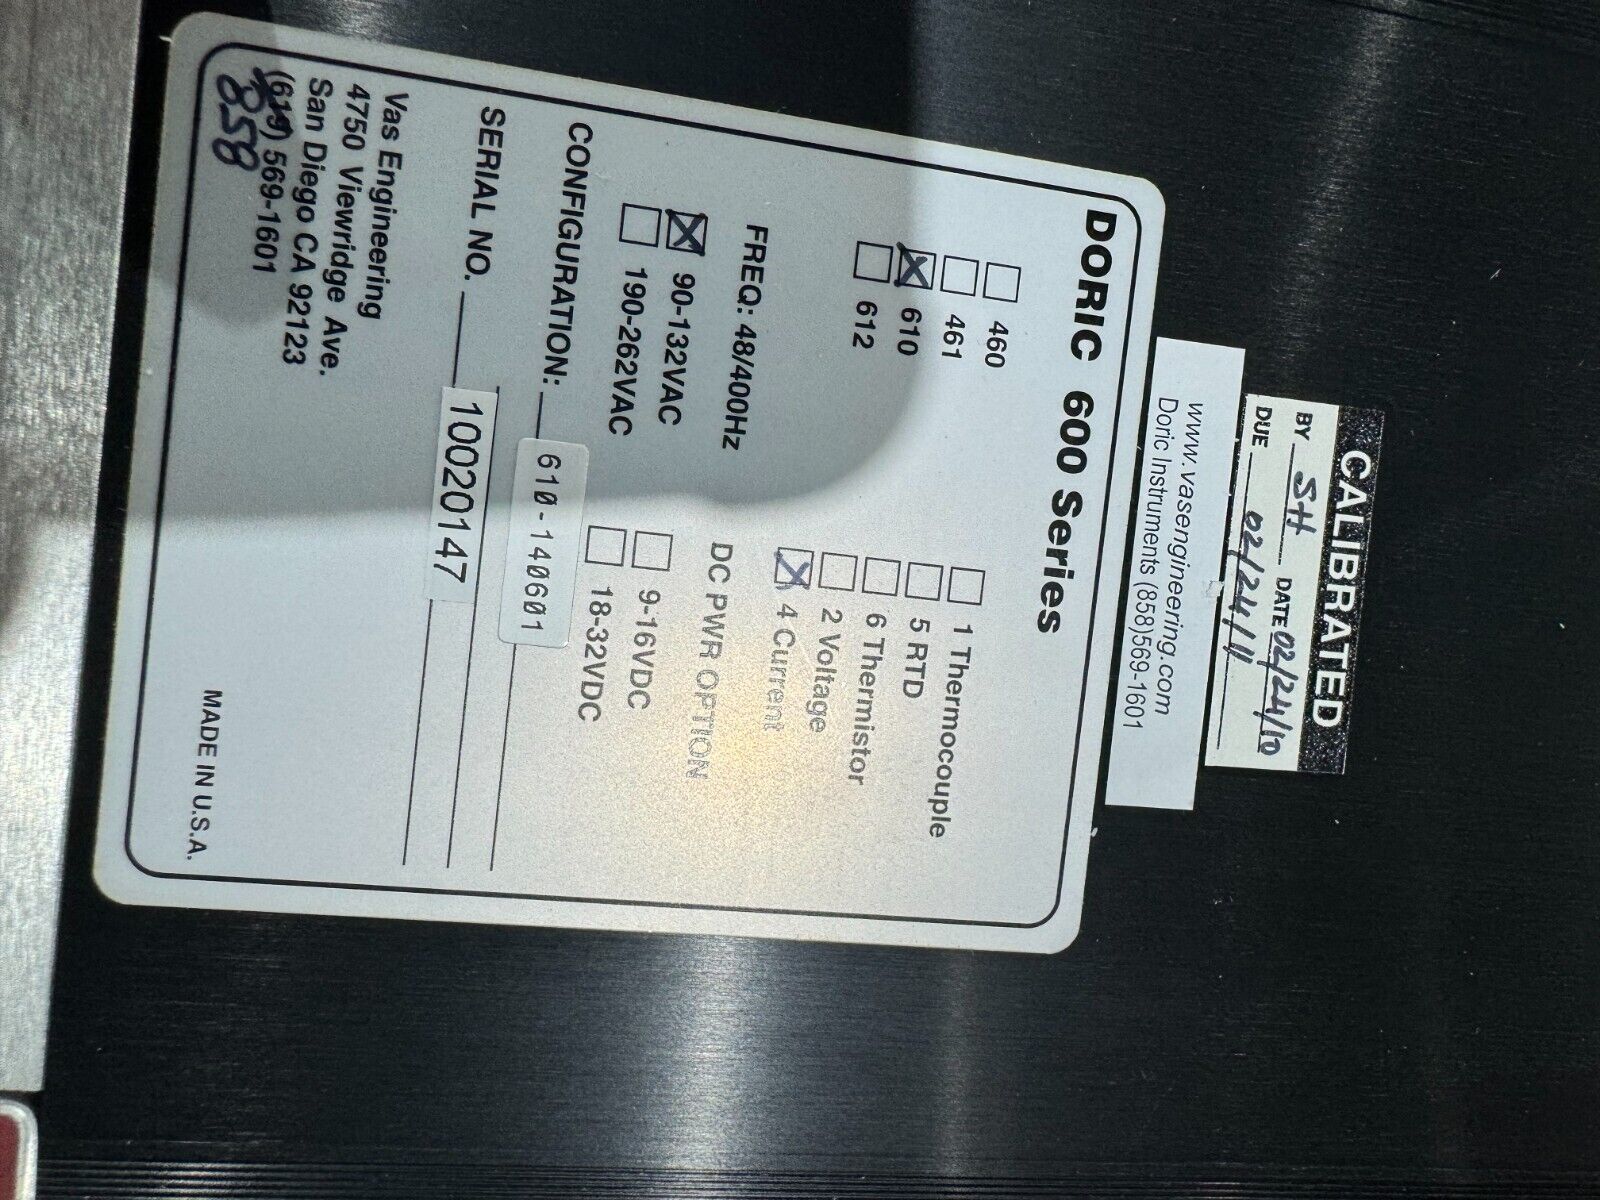 CALIBRATED
BY SH DATE 02/24/10
DUE 02/24/11
www.vasengineering.com
Doric Instruments (858)569-1601
DORIC 600 Series
460
461
610
612
1 Thermocouple
5 RTD
6 Thermistor
2 Voltage
4 Current
FREQ: 48/400Hz
90-132VAC
190-262VAC
DC PWR OPTION
9-16VDC
18-32VDC
CONFIGURATION: 610-140601
SERIAL NO. 10020147
Vas Engineering
4750 Viewridge Ave.
San Diego CA 92123
(619) 569-1601
858
MADE IN U.S.A.